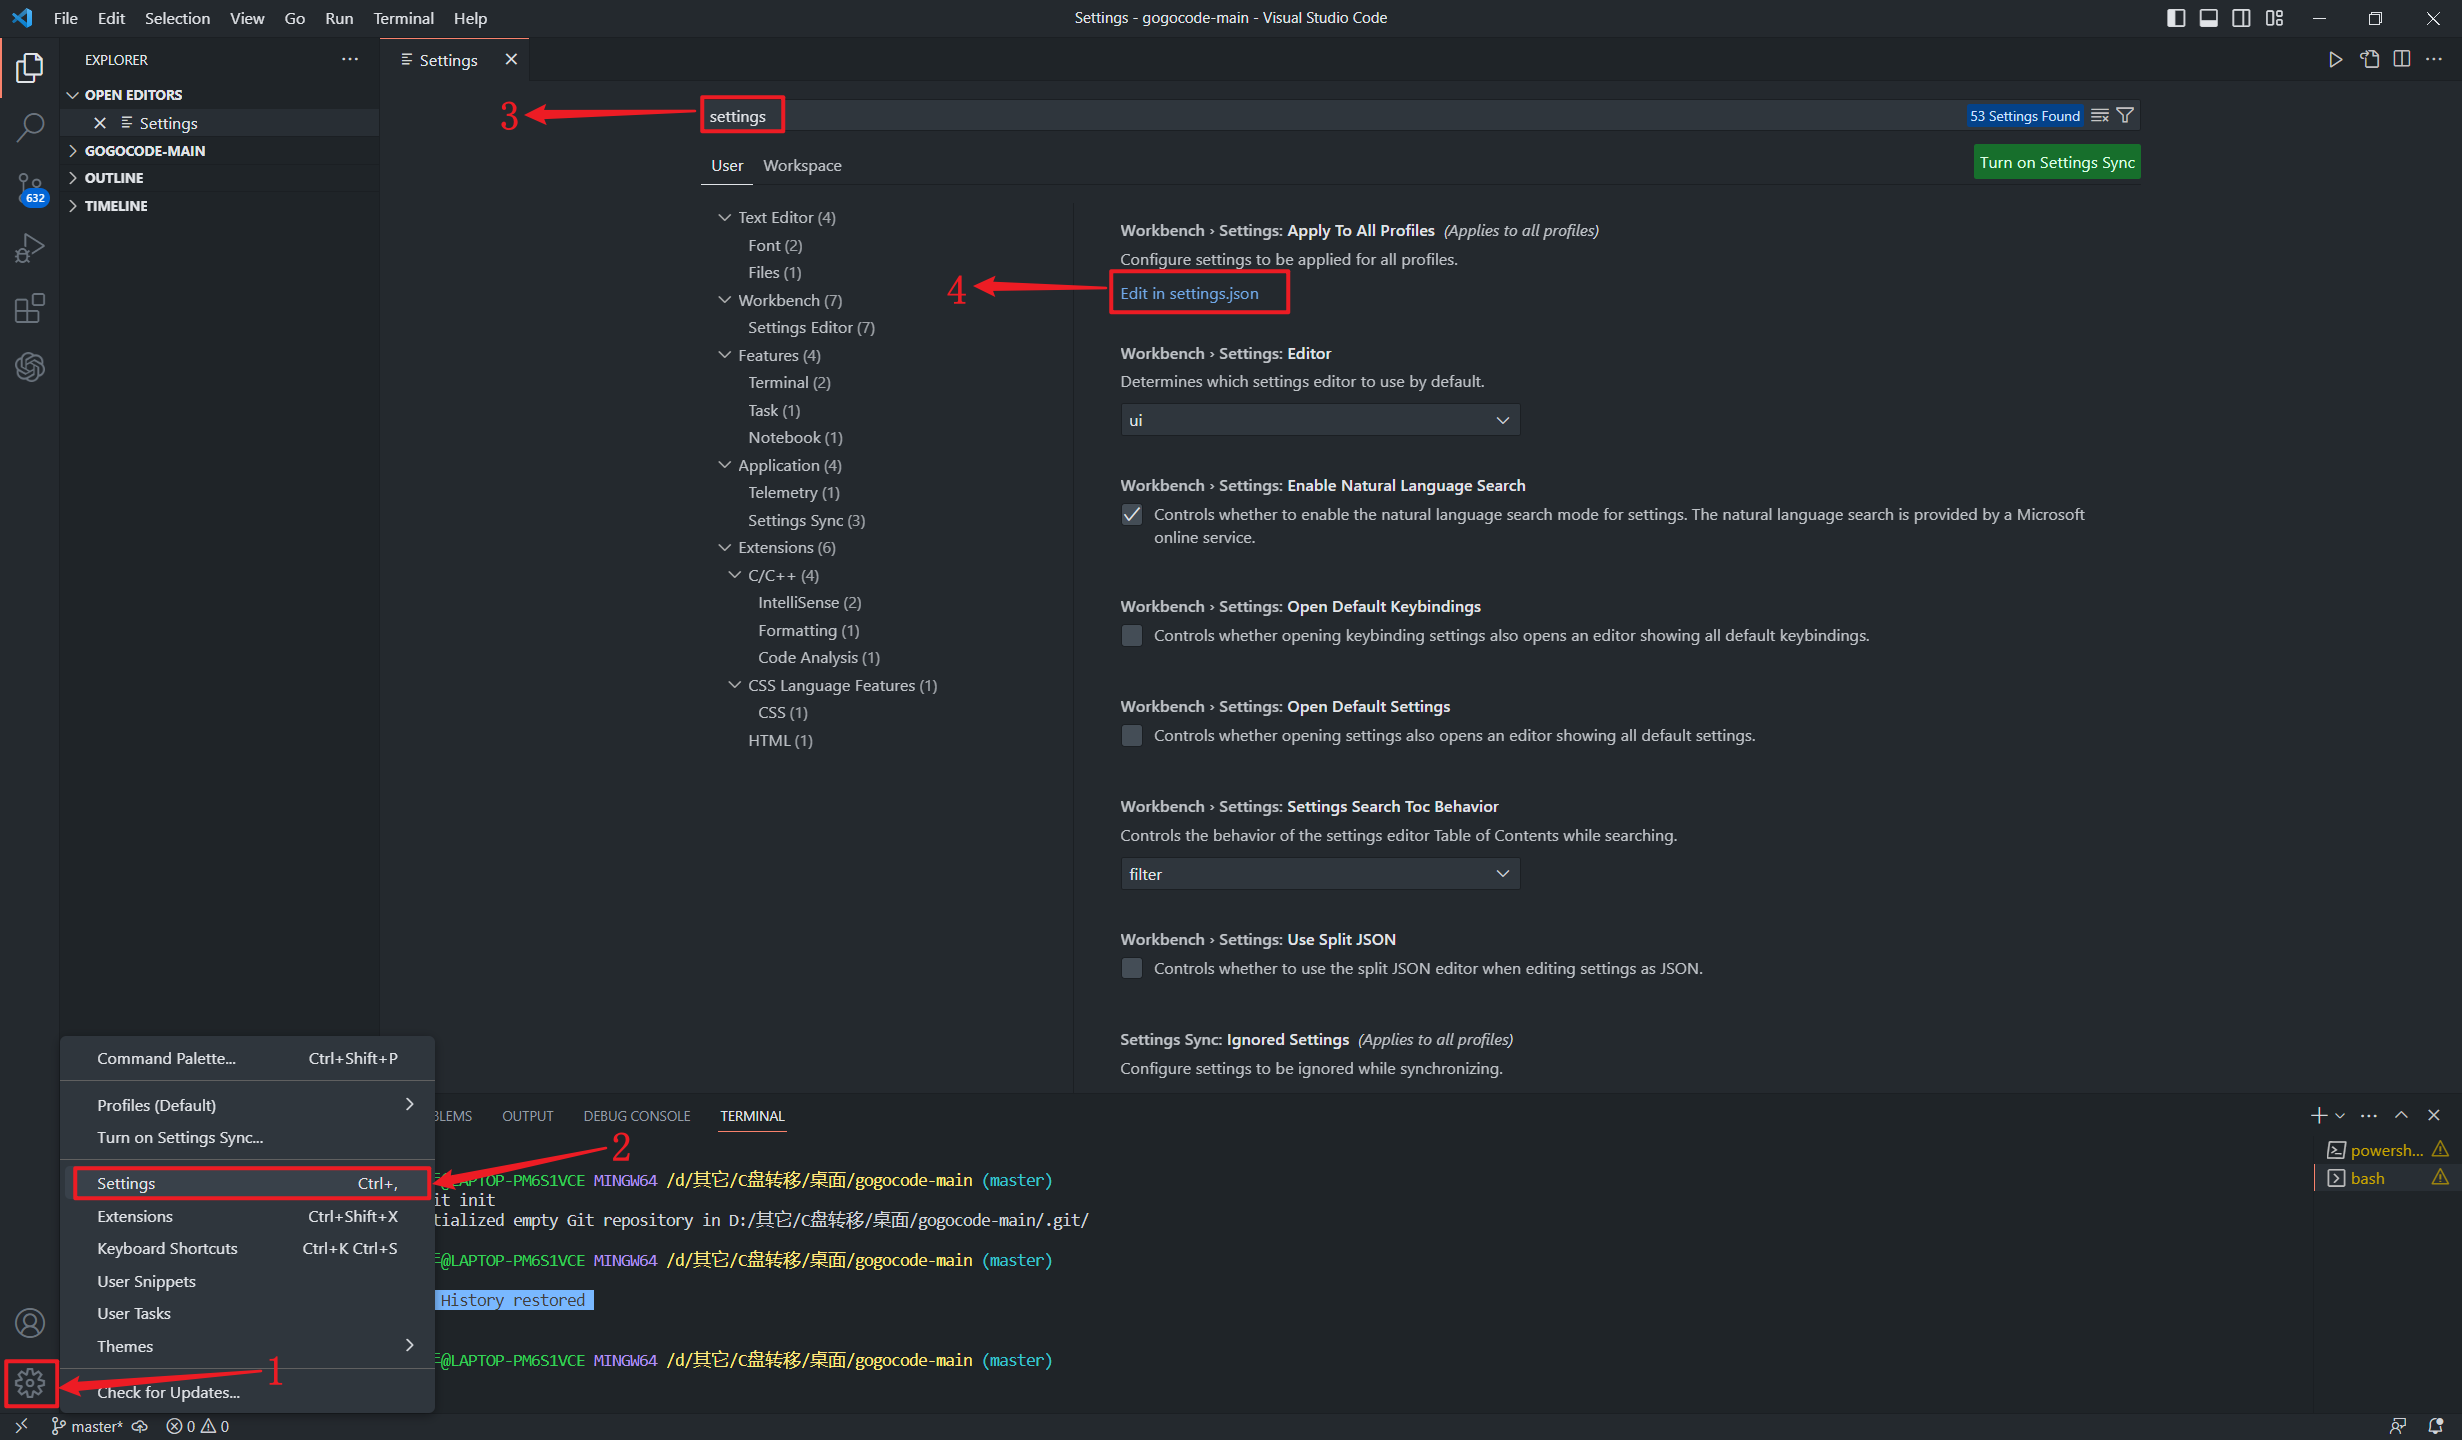 File Edit Selection View Go Run Terminal Help
Settings - gogocode-main - Visual Studio Code
EXPLORER
OPEN EDITORS
Settings
GOGOCODE-MAIN
OUTLINE
TIMELINE
632
Settings
3
settings
53 Settings Found
User Workspace
Turn on Settings Sync
Text Editor (4)
Font (2)
Files (1)
Workbench (7)
Settings Editor (7)
Features (4)
Terminal (2)
Task (1)
Notebook (1)
Application (4)
Telemetry (1)
Settings Sync (3)
Extensions (6)
C/C++ (4)
IntelliSense (2)
Formatting (1)
Code Analysis (1)
CSS Language Features (1)
CSS (1)
HTML (1)
Workbench › Settings: Apply To All Profiles (Applies to all profiles)
Configure settings to be applied for all profiles.
4
Edit in settings.json
Workbench › Settings: Editor
Determines which settings editor to use by default.
ui
Workbench › Settings: Enable Natural Language Search
Controls whether to enable the natural language search mode for settings. The natural language search is provided by a Microsoft
online service.
Workbench › Settings: Open Default Keybindings
Controls whether opening keybinding settings also opens an editor showing all default keybindings.
Workbench › Settings: Open Default Settings
Controls whether opening settings also opens an editor showing all default settings.
Workbench › Settings: Settings Search Toc Behavior
Controls the behavior of the settings editor Table of Contents while searching.
filter
Workbench › Settings: Use Split JSON
Controls whether to use the split JSON editor when editing settings as JSON.
Settings Sync: Ignored Settings (Applies to all profiles)
Configure settings to be ignored while synchronizing.
Command Palette... Ctrl+Shift+P
Profiles (Default)
Turn on Settings Sync...
Settings Ctrl+,
Extensions Ctrl+Shift+X
Keyboard Shortcuts Ctrl+K Ctrl+S
User Snippets
User Tasks
Themes
Check for Updates...
1
2
BLEMS OUTPUT DEBUG CONSOLE TERMINAL
@LAPTOP-PM6S1VCE MINGW64 /d/其它/C盘转移/桌面/gogocode-main (master)
it init
tialized empty Git repository in D:/其它/C盘转移/桌面/gogocode-main/.git/
@LAPTOP-PM6S1VCE MINGW64 /d/其它/C盘转移/桌面/gogocode-main (master)
History restored
@LAPTOP-PM6S1VCE MINGW64 /d/其它/C盘转移/桌面/gogocode-main (master)
powersh...
bash
master* 0 0